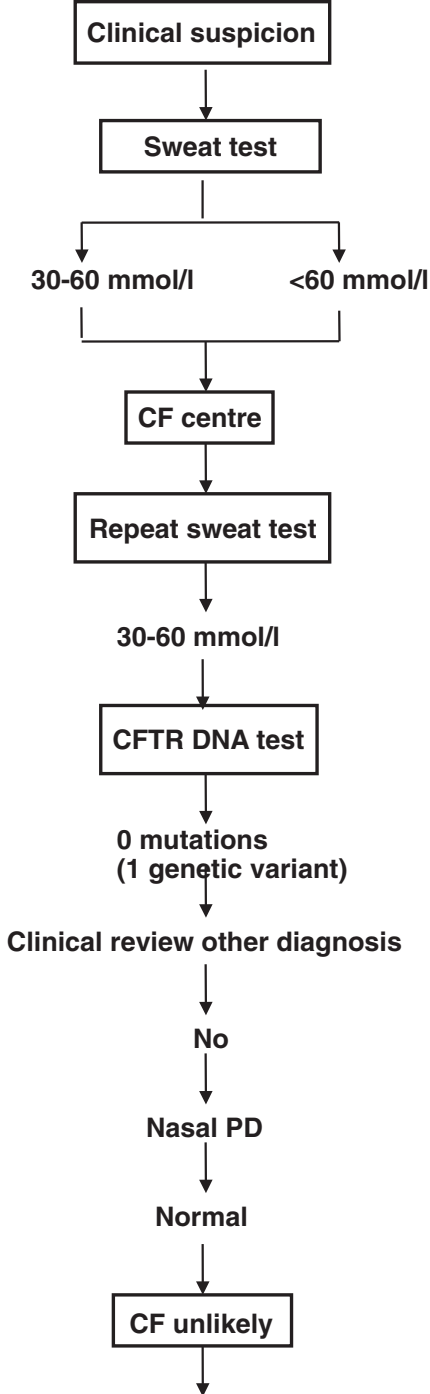 Clinical suspicion
Sweat test
30-60 mmol/l
<60 mmol/l
CF centre
Repeat sweat test
30-60 mmol/l
CFTR DNA test
0 mutations
(1 genetic variant)
Clinical review other diagnosis
No
Nasal PD
Normal
CF unlikely